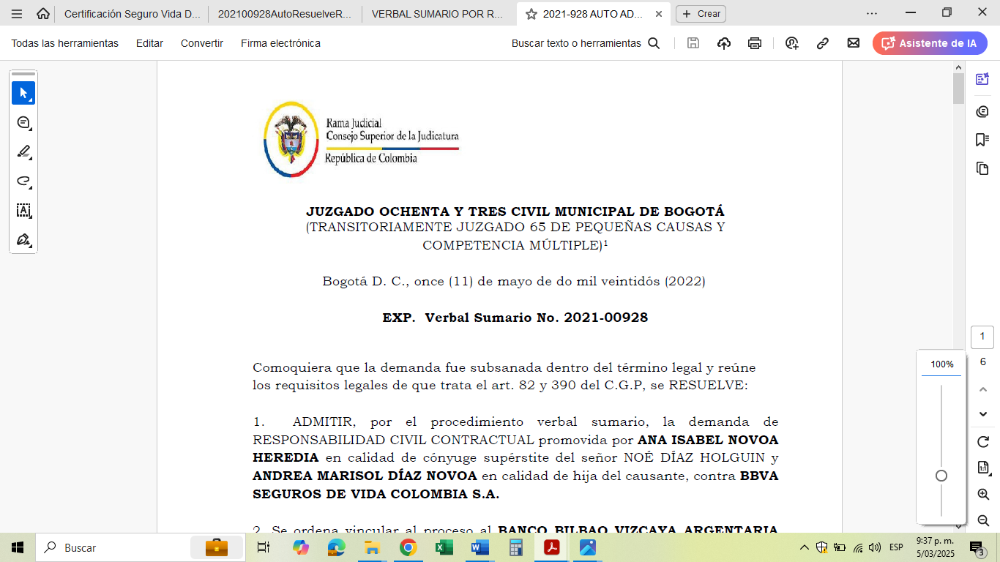 Certificación Seguro Vida D...
202100928AutoResuelveR...
VERBAL SUMARIO POR R...
2021-928 AUTO AD...
Crear
Todas las herramientas
Editar
Convertir
Firma electrónica
Buscar texto o herramientas
Asistente de IA
Rama Judicial
Consejo Superior de la Judicatura
República de Colombia
JUZGADO OCHENTA Y TRES CIVIL MUNICIPAL DE BOGOTÁ
(TRANSITORIAMENTE JUZGADO 65 DE PEQUEÑAS CAUSAS Y
COMPETENCIA MÚLTIPLE)¹
Bogotá D. C., once (11) de mayo de do mil veintidós (2022)
EXP. Verbal Sumario No. 2021-00928
Comoquiera que la demanda fue subsanada dentro del término legal y reúne
los requisitos legales de que trata el art. 82 y 390 del C.G.P, se RESUELVE:
1. ADMITIR, por el procedimiento verbal sumario, la demanda de
RESPONSABILIDAD CIVIL CONTRACTUAL promovida por ANA ISABEL NOVOA
HEREDIA en calidad de cónyuge supérstite del señor NOÉ DÍAZ HOLGUIN y
ANDREA MARISOL DÍAZ NOVOA en calidad de hija del causante, contra BBVA
SEGUROS DE VIDA COLOMBIA S.A.
2. Se ordena vincular al proceso al BANCO BILBAO VIZCAYA ARGENTARIA
1
6
100%
1:1
Buscar
ESP
9:37 p. m.
5/03/2025
3